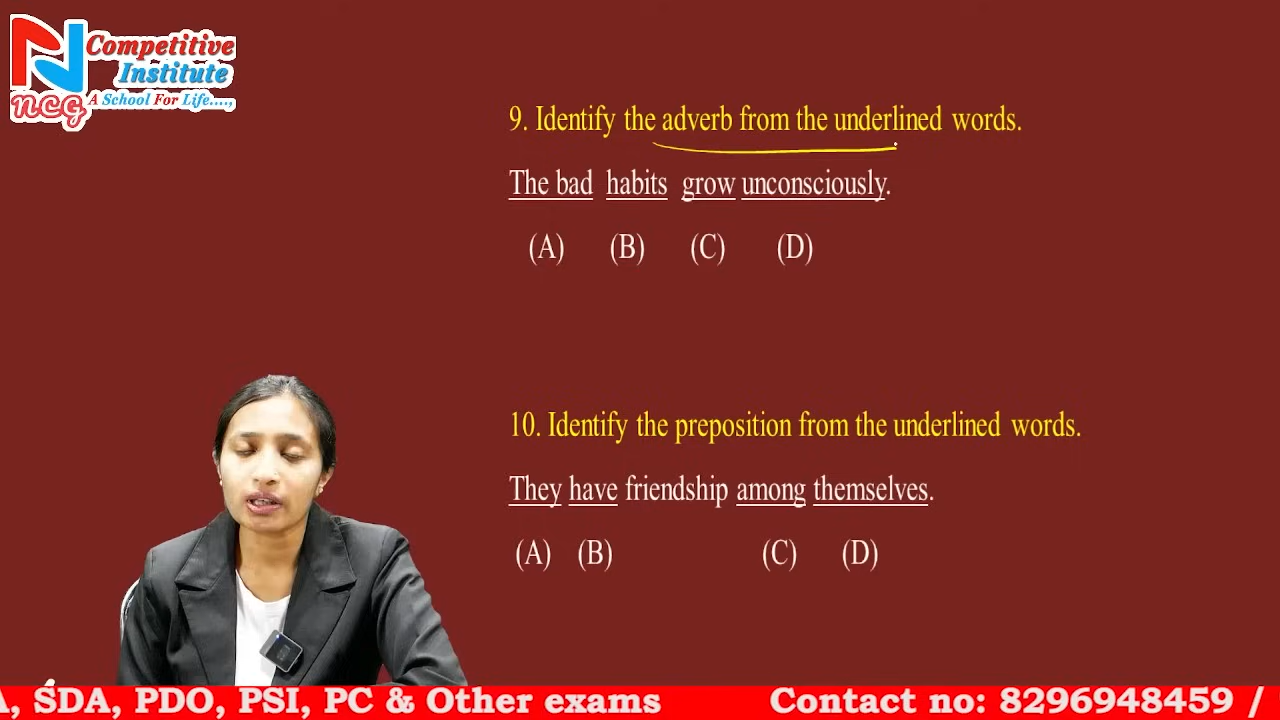 Competitive
Institute
NCG A School For Life....,
9. Identify the adverb from the underlined words.
The bad habits grow unconsciously.
(A) (B) (C) (D)
10. Identify the preposition from the underlined words.
They have friendship among themselves.
(A) (B) (C) (D)
A, SDA, PDO, PSI, PC & Other exams Contact no: 8296948459 /